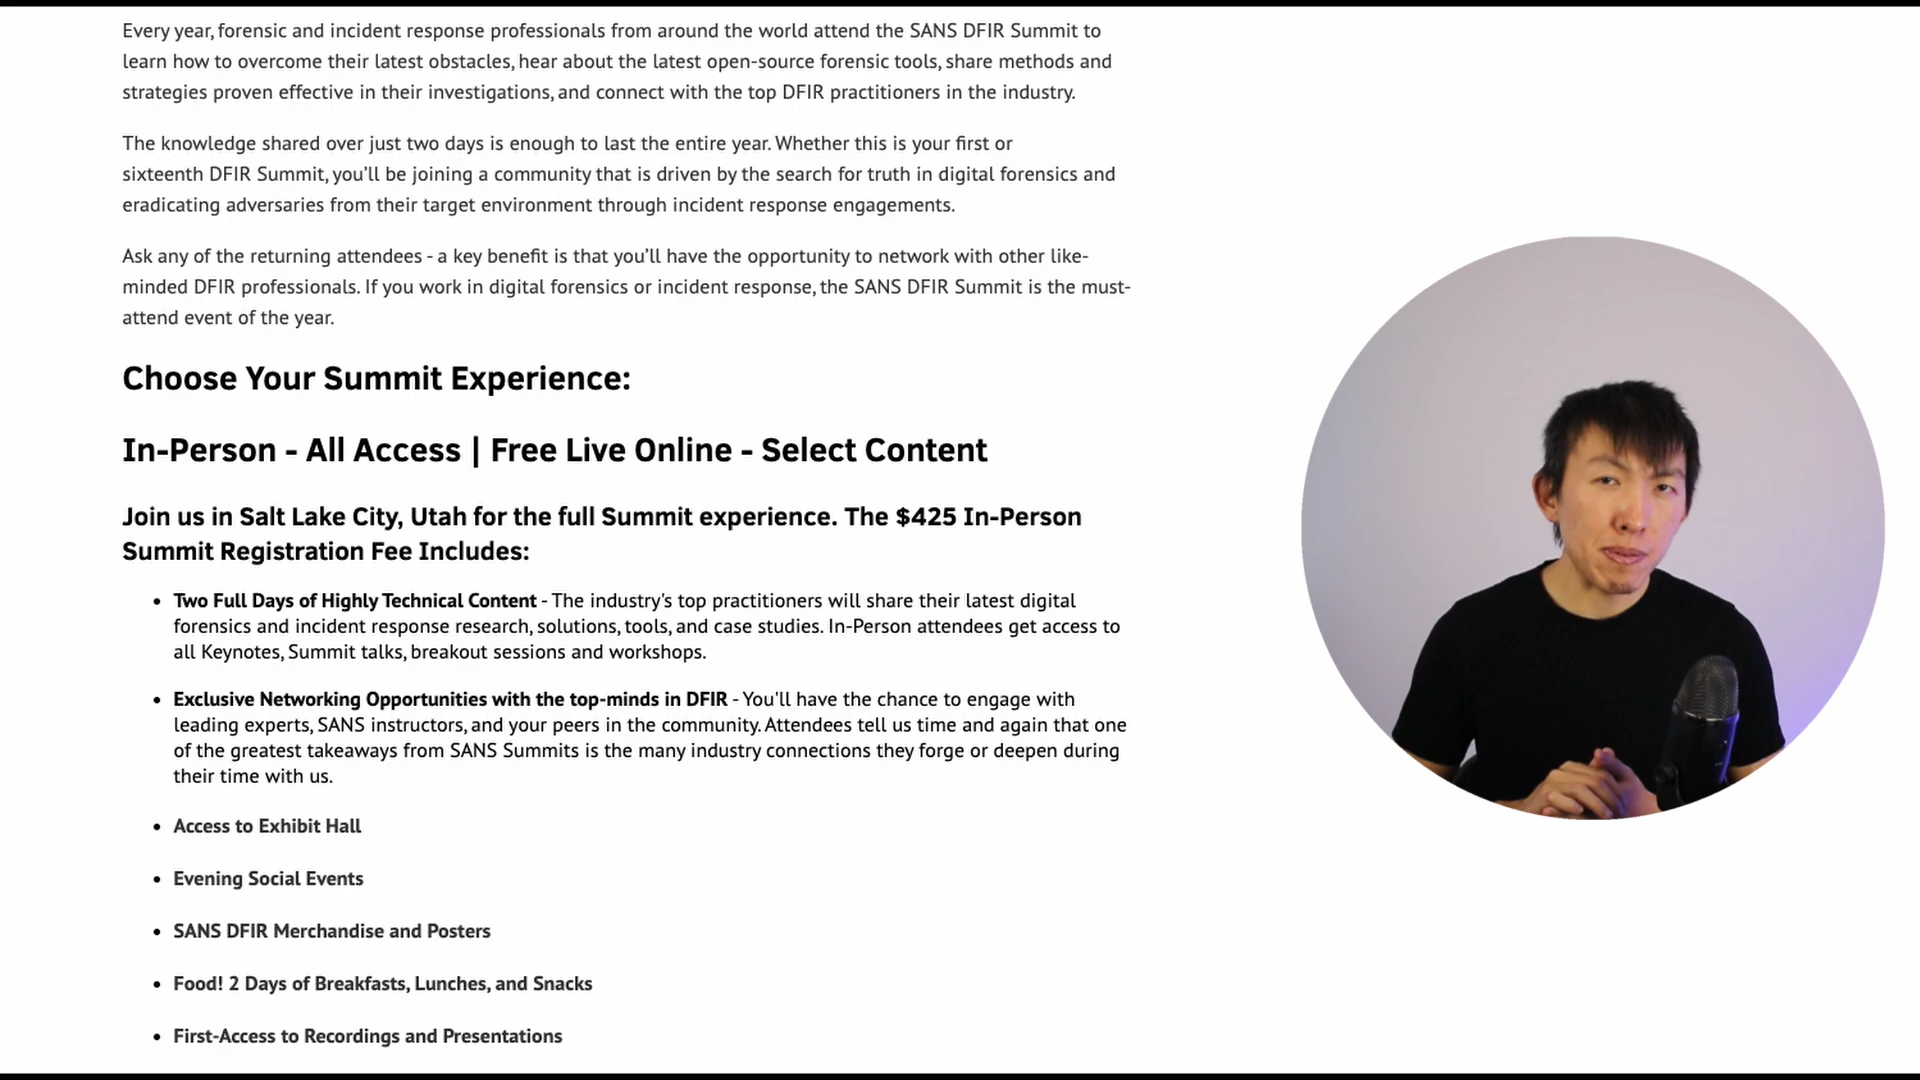 Every year, forensic and incident response professionals from around the world attend the SANS DFIR Summit to
learn how to overcome their latest obstacles, hear about the latest open-source forensic tools, share methods and
strategies proven effective in their investigations, and connect with the top DFIR practitioners in the industry.
The knowledge shared over just two days is enough to last the entire year. Whether this is your first or
sixteenth DFIR Summit, you’ll be joining a community that is driven by the search for truth in digital forensics and
eradicating adversaries from their target environment through incident response engagements.
Ask any of the returning attendees - a key benefit is that you’ll have the opportunity to network with other like-
minded DFIR professionals. If you work in digital forensics or incident response, the SANS DFIR Summit is the must-
attend event of the year.
Choose Your Summit Experience:
In-Person - All Access | Free Live Online - Select Content
Join us in Salt Lake City, Utah for the full Summit experience. The $425 In-Person
Summit Registration Fee Includes:
• Two Full Days of Highly Technical Content - The industry's top practitioners will share their latest digital
forensics and incident response research, solutions, tools, and case studies. In-Person attendees get access to
all Keynotes, Summit talks, breakout sessions and workshops.
• Exclusive Networking Opportunities with the top-minds in DFIR - You'll have the chance to engage with
leading experts, SANS instructors, and your peers in the community. Attendees tell us time and again that one
of the greatest takeaways from SANS Summits is the many industry connections they forge or deepen during
their time with us.
• Access to Exhibit Hall
• Evening Social Events
• SANS DFIR Merchandise and Posters
• Food! 2 Days of Breakfasts, Lunches, and Snacks
• First-Access to Recordings and Presentations